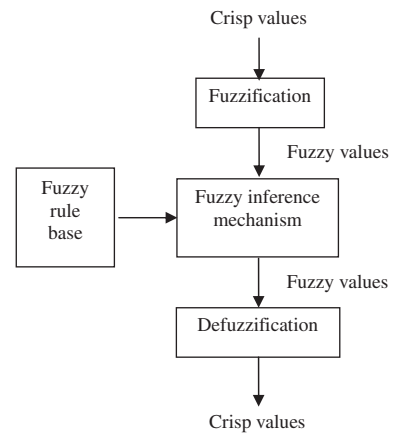 Crisp values
Fuzzification
Fuzzy values
Fuzzy
rule
base
Fuzzy inference
mechanism
Fuzzy values
Defuzzification
Crisp values